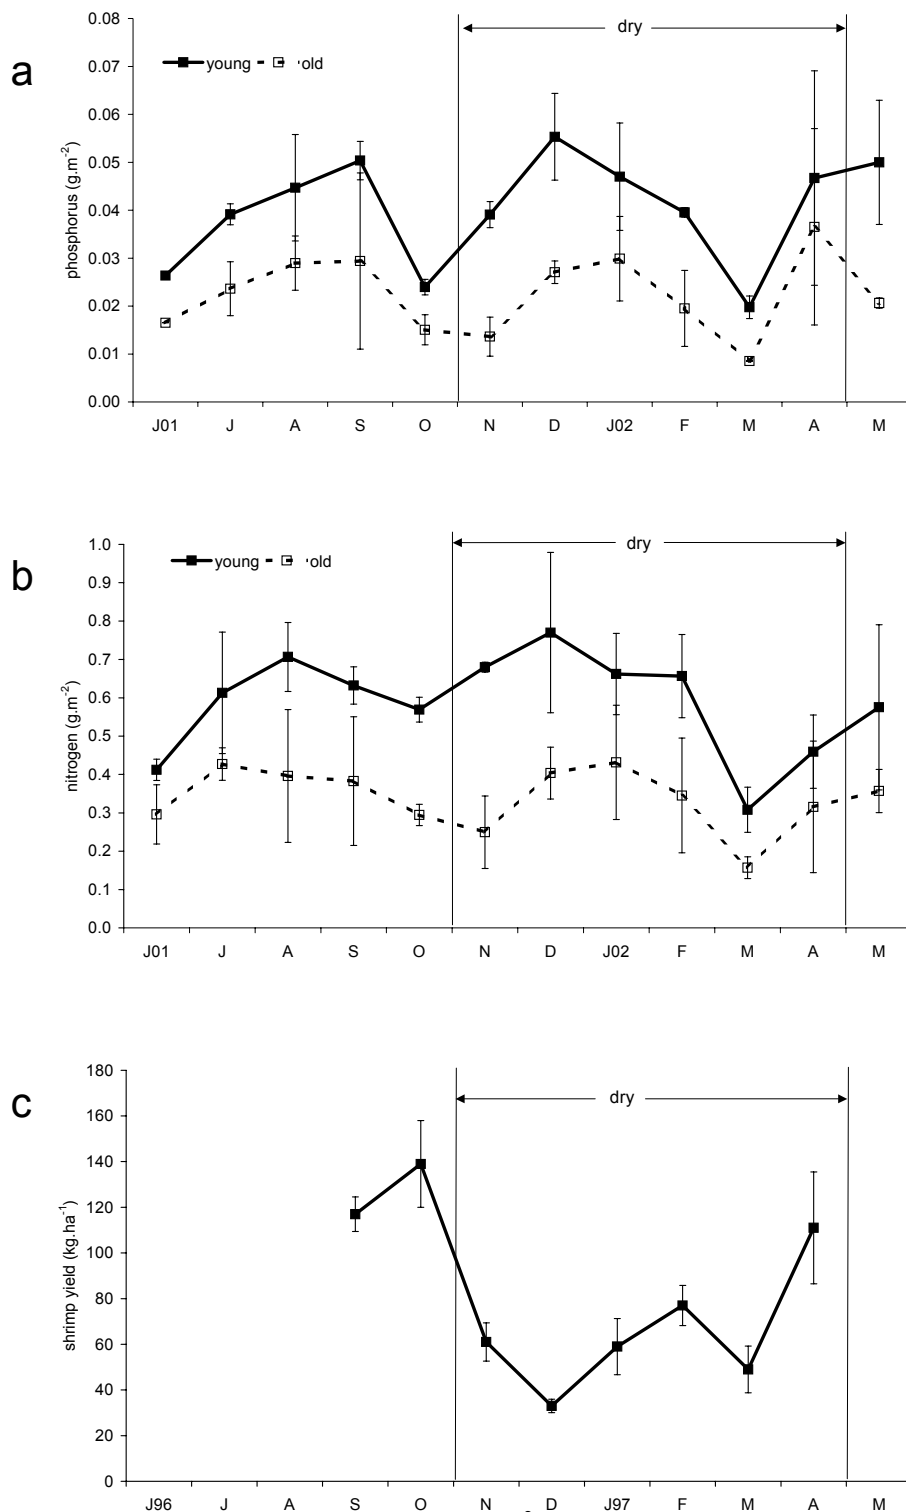 a
0.08
0.07
0.06
0.05
0.04
0.03
0.02
0.01
0.00
phosphorus (g.m⁻²)
young old
dry
J01 J A S O N D J02 F M A M
b
1.0
0.9
0.8
0.7
0.6
0.5
0.4
0.3
0.2
0.1
0.0
nitrogen (g.m⁻²)
young old
dry
J01 J A S O N D J02 F M A M
c
180
160
140
120
100
80
60
40
20
0
shrimp yield (kg.ha⁻¹)
dry
J96 J A S O N D J97 F M A M